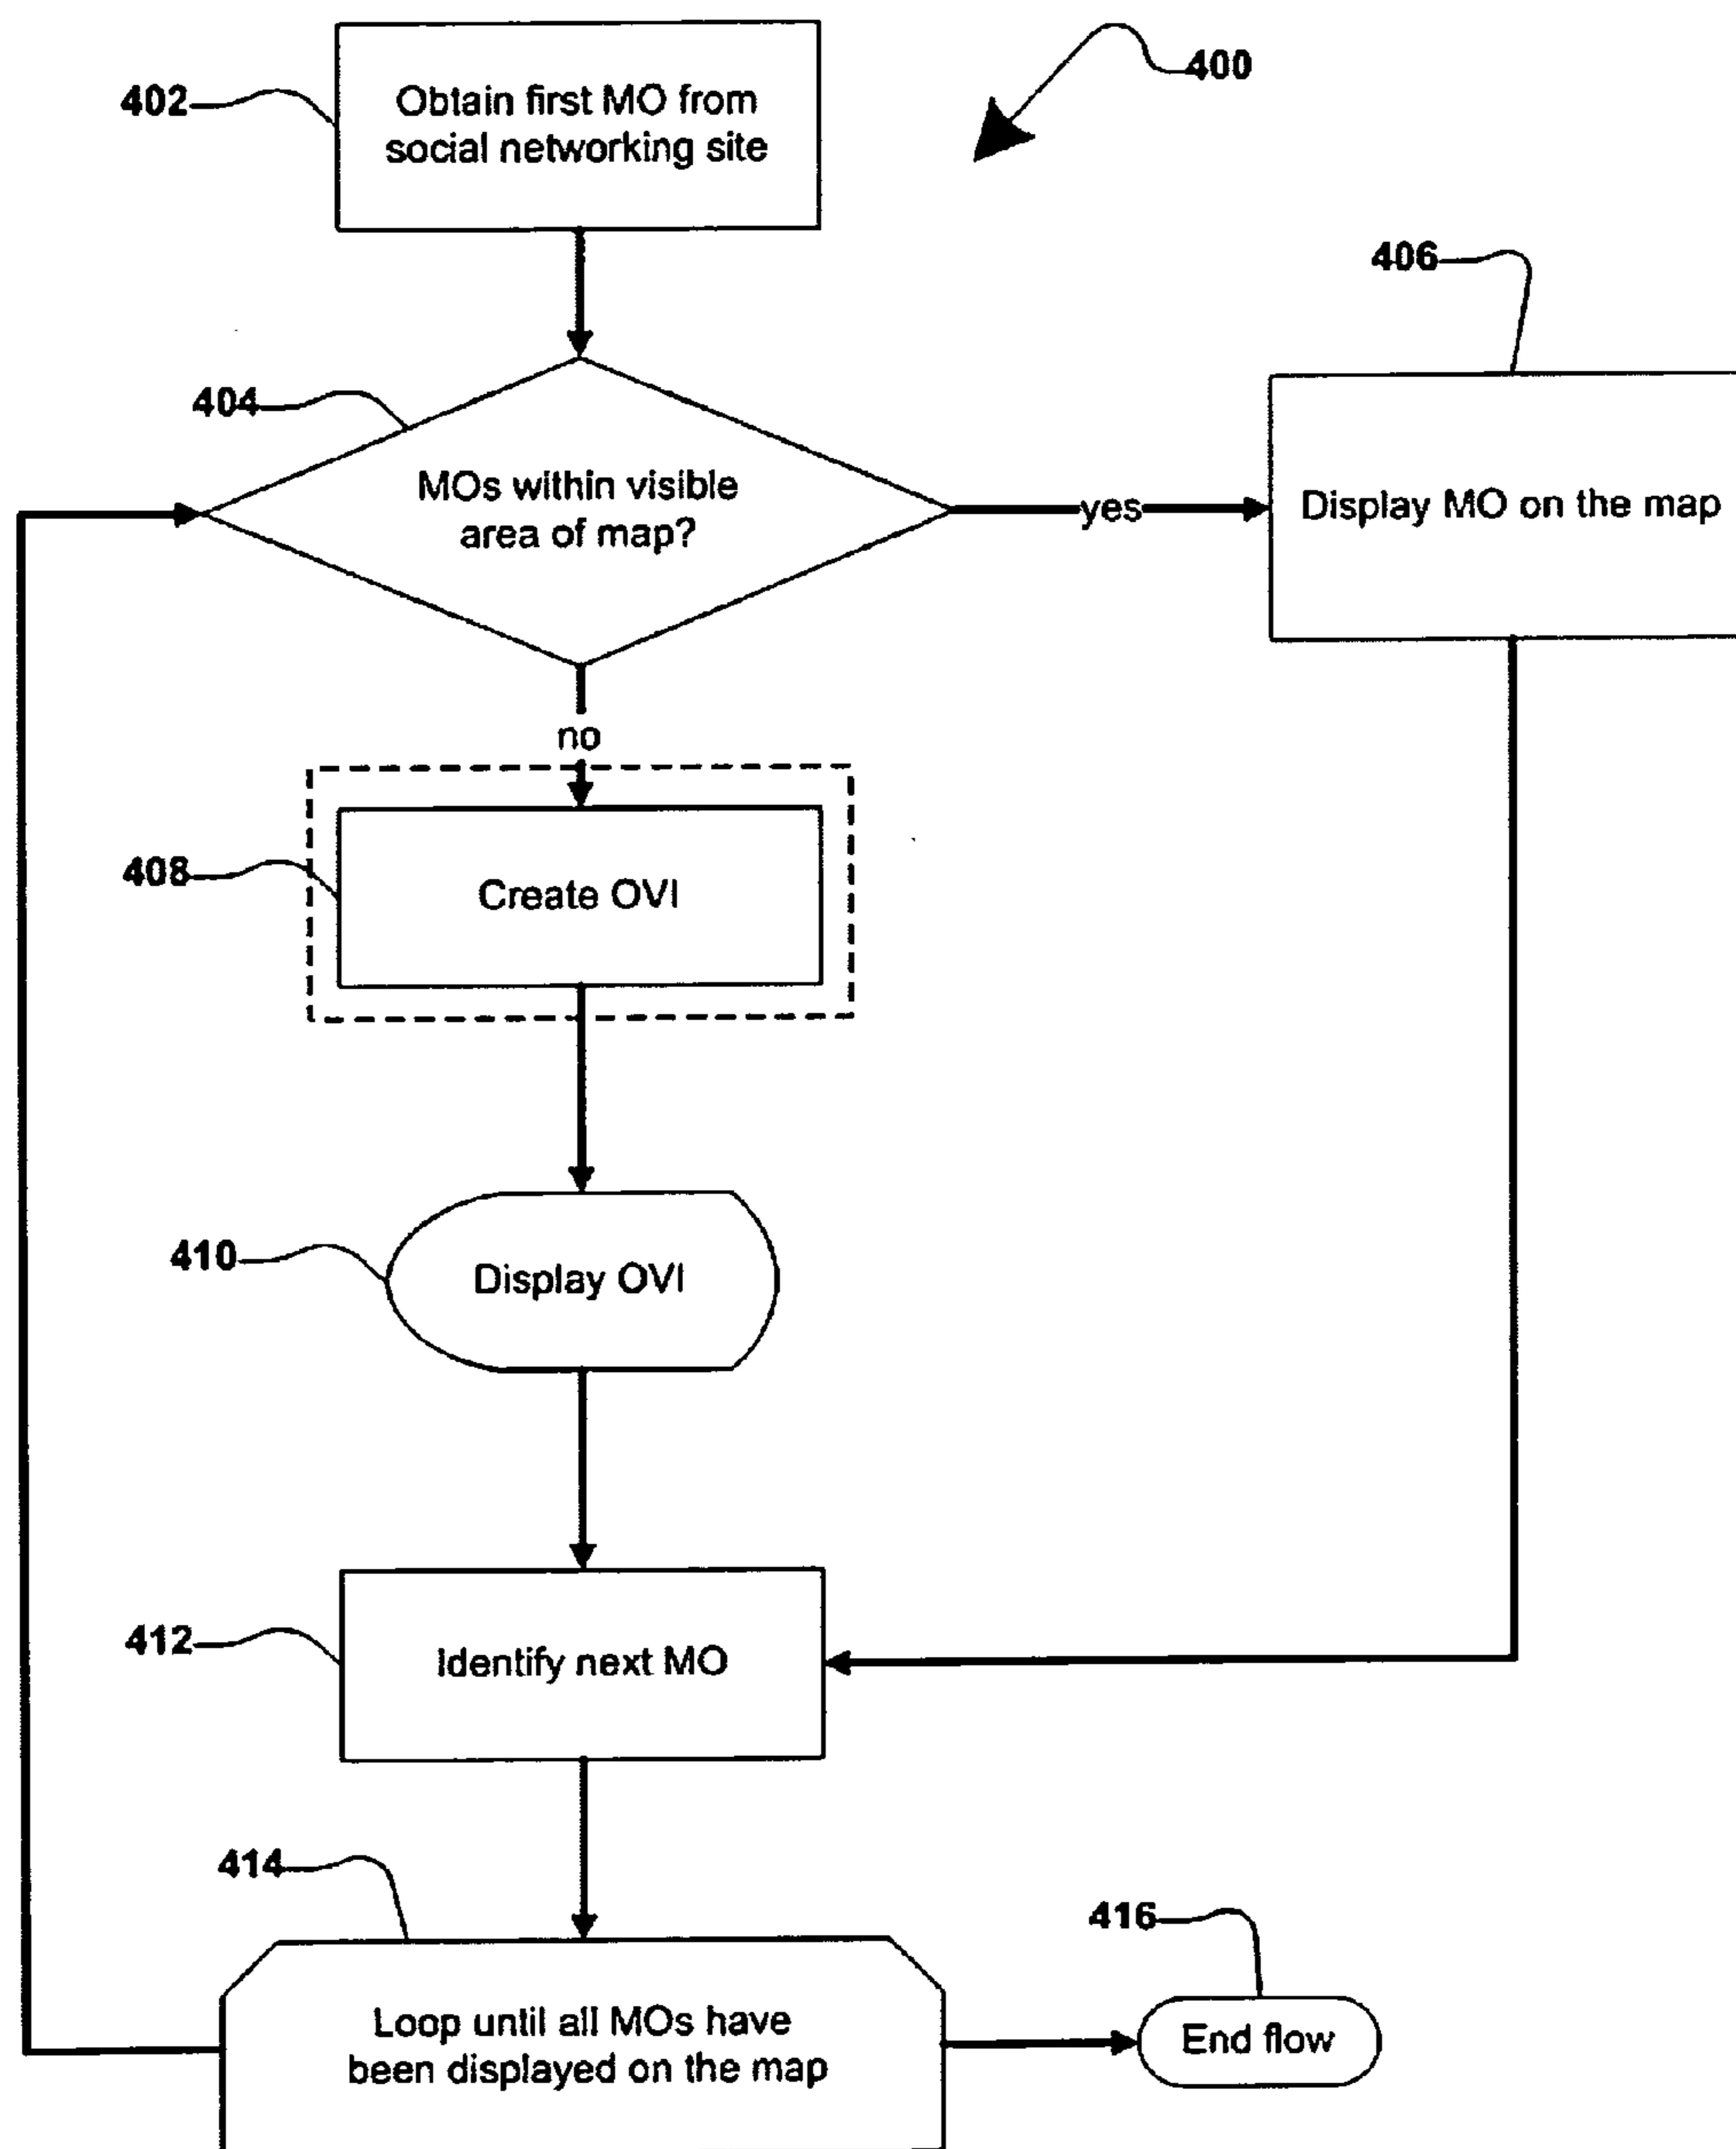 400
402
Obtain first MO from
social networking site
406
404
MOs within visible
area of map?
yes
Display MO on the map
no
408
Create OVI
410
Display OVI
412
Identify next MO
414
416
Loop until all MOs have
been displayed on the map
End flow